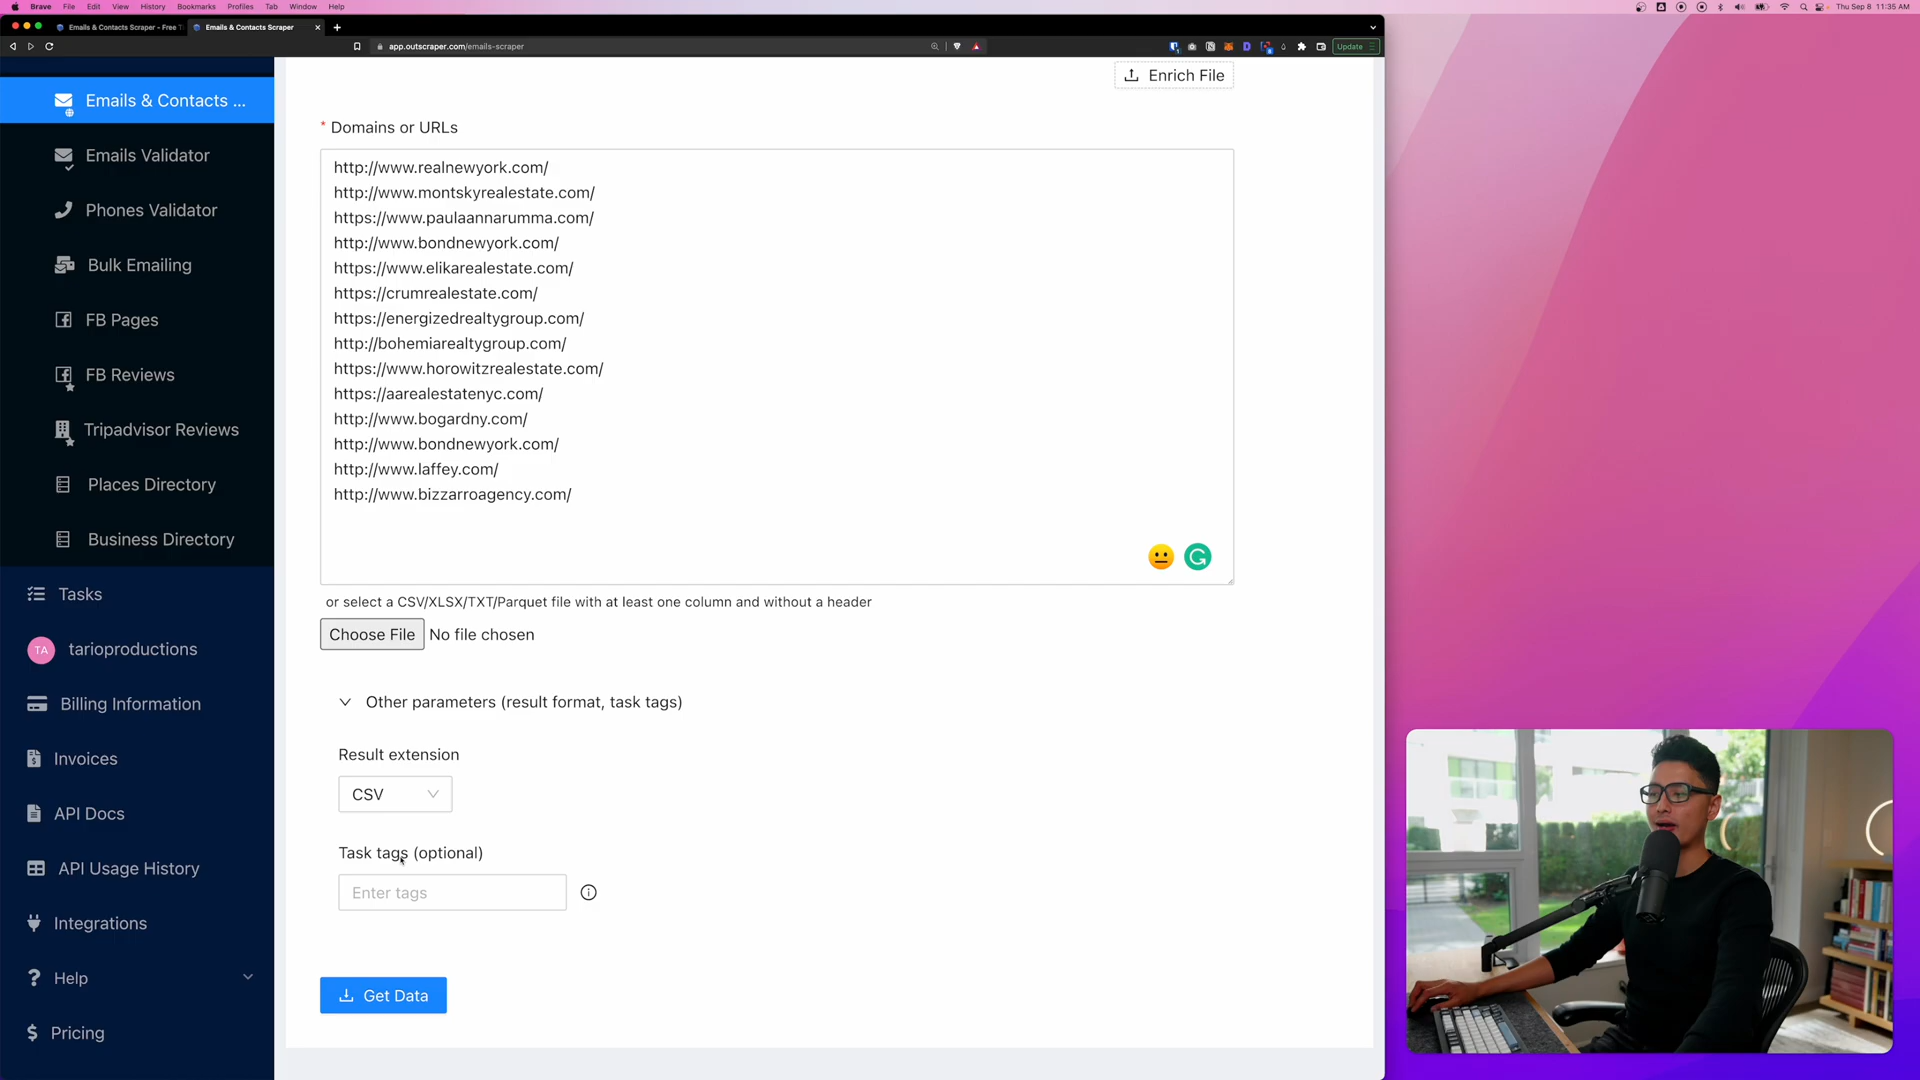 Brave File Edit View History Bookmarks Profiles Tab Window Help
Thu Sep 8 11:35 AM
Emails & Contacts Scraper - Free T
Emails & Contacts Scraper
app.outscraper.com/emails-scraper
Update
Emails & Contacts ...
Emails Validator
Phones Validator
Bulk Emailing
FB Pages
FB Reviews
Tripadvisor Reviews
Places Directory
Business Directory
Tasks
TA tarioproductions
Billing Information
Invoices
API Docs
API Usage History
Integrations
Help
Pricing
Enrich File
* Domains or URLs
http://www.realnewyork.com/
http://www.montskyrealestate.com/
https://www.paulaannarumma.com/
http://www.bondnewyork.com/
https://www.elikarealestate.com/
https://crumrealestate.com/
https://energizedrealtygroup.com/
http://bohemiarealtygroup.com/
https://www.horowitzrealestate.com/
https://aarealestatenyc.com/
http://www.bogardny.com/
http://www.bondnewyork.com/
http://www.laffey.com/
http://www.bizzarroagency.com/
or select a CSV/XLSX/TXT/Parquet file with at least one column and without a header
Choose File No file chosen
Other parameters (result format, task tags)
Result extension
CSV
Task tags (optional)
Enter tags
Get Data